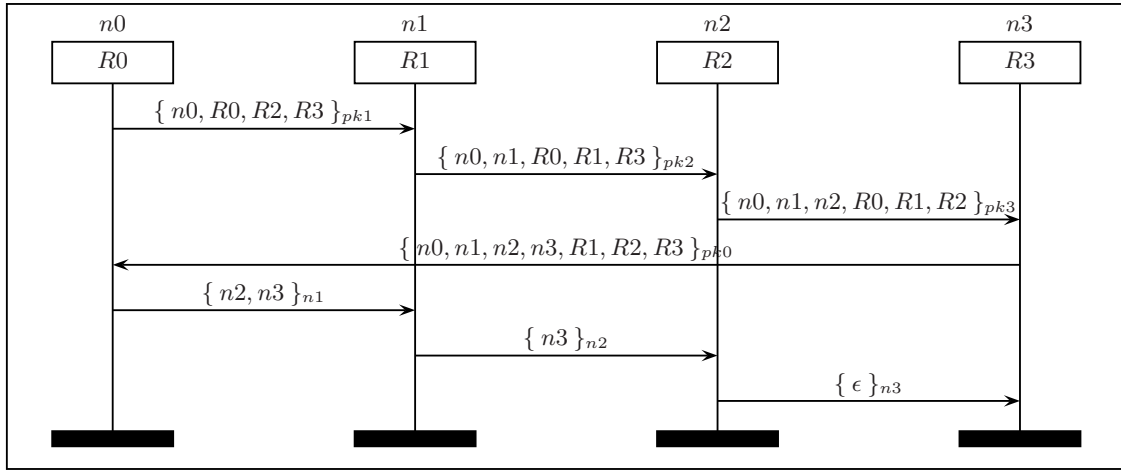 n0 n1 n2 n3
R0 R1 R2 R3
{ n0, R0, R2, R3 }pk1
{ n0, n1, R0, R1, R3 }pk2
{ n0, n1, n2, R0, R1, R2 }pk3
{ n0, n1, n2, n3, R1, R2, R3 }pk0
{ n2, n3 }n1
{ n3 }n2
{ ϵ }n3